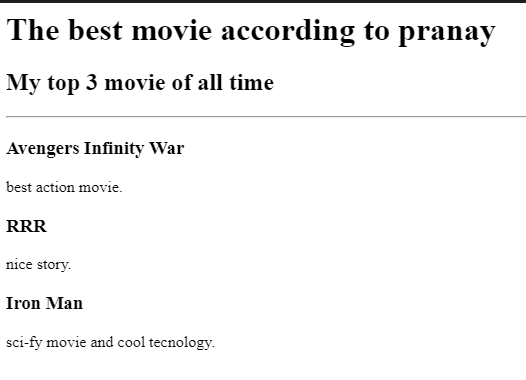 The best movie according to pranay
My top 3 movie of all time
Avengers Infinity War
best action movie.
RRR
nice story.
Iron Man
sci-fy movie and cool tecnology.